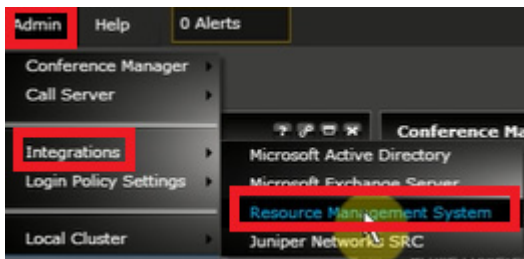 Admin Help 0 Alerts
Conference Manager
Call Server
Conference Ma
Integrations
Microsoft Active Directory
Login Policy Settings
Microsoft Exchange Server
Resource Management System
Local Cluster
Juniper Networks SRC